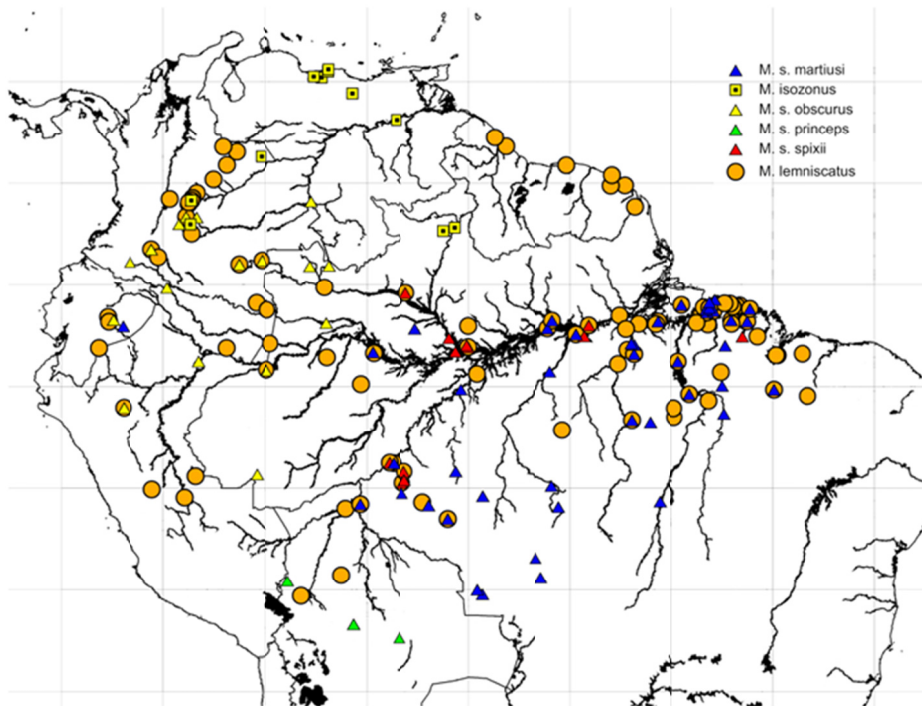 M. s. martiusi
M. isozonus
M. s. obscurus
M. s. princeps
M. s. spixii
M. lemniscatus